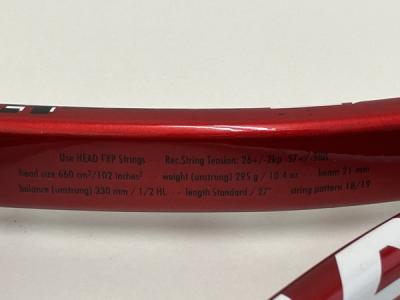 Use HEAD FXP Strings Rec.String Tension: 26+/-2kp 57+/-5lbs
head size 660 cm²/102 inches² - weight (unstrung) 295 g / 10.4 oz - beam 21 mm
balance (unstrung) 330 mm / 1/2 HL - length Standard / 27" string pattern 18/19